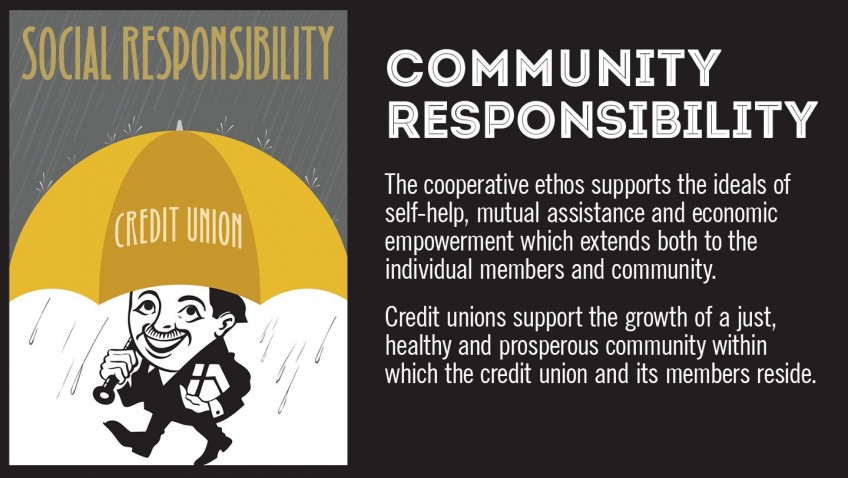 SOCIAL RESPONSIBILITY
CREDIT UNION
COMMUNITY
RESPONSIBILITY
The cooperative ethos supports the ideals of
self-help, mutual assistance and economic
empowerment which extends both to the
individual members and community.
Credit unions support the growth of a just,
healthy and prosperous community within
which the credit union and its members reside.